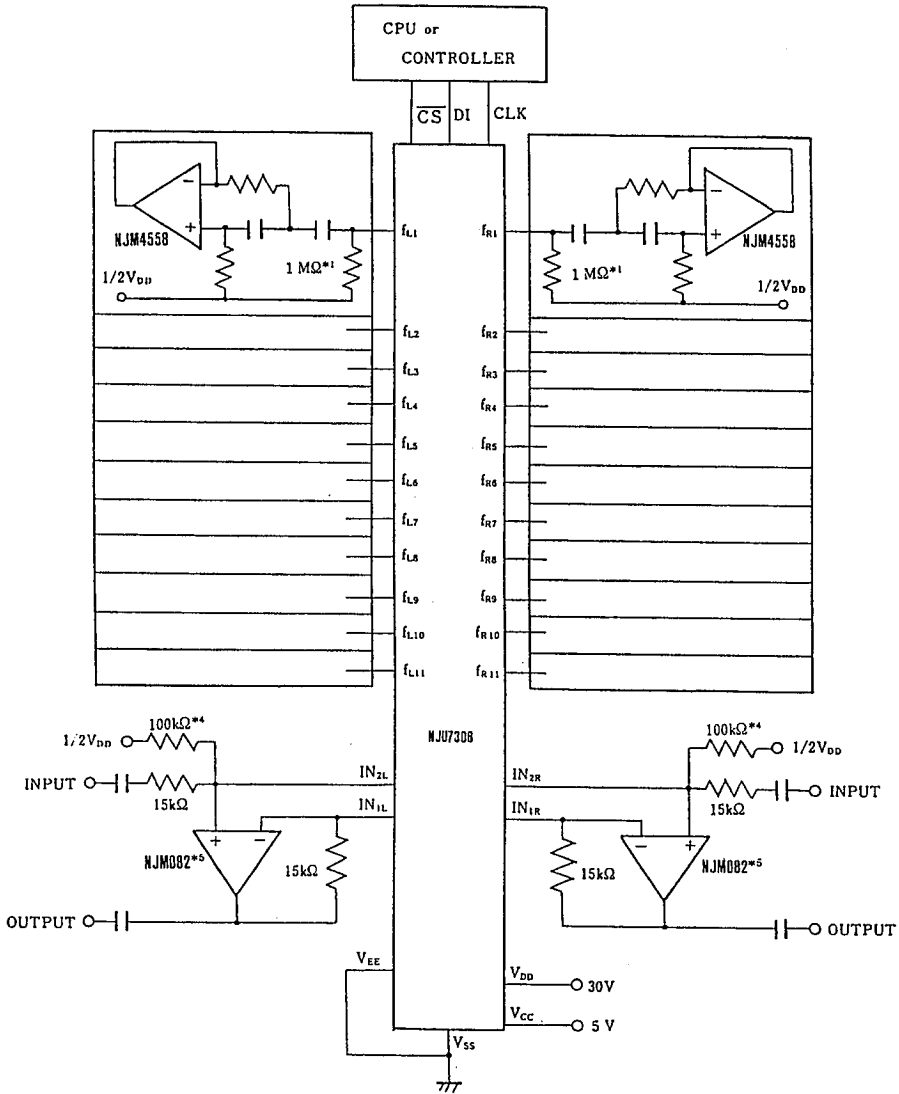 CPU or
CONTROLLER
CS DI CLK
NJM4558
1 MΩ*1
1/2VDD
fL1
fR1
NJM4558
1 MΩ*1
1/2VDD
fL2 fR2
fL3 fR3
fL4 fR4
fL5 fR5
fL6 fR6
fL7 fR7
fL8 fR8
fL9 fR9
fL10 fR10
fL11 fR11
NJU7308
100kΩ*4
1/2VDD
INPUT
15kΩ
IN2L
IN1L
NJM082*5
15kΩ
OUTPUT
100kΩ*4
1/2VDD
IN2R
15kΩ
INPUT
IN1R
15kΩ
NJM082*5
OUTPUT
VEE
VDD 30V
VCC 5 V
VSS